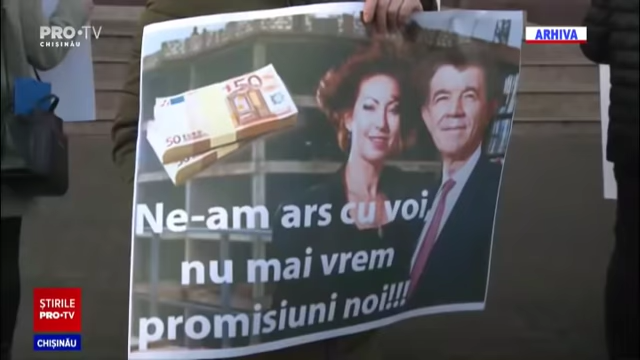 PRO TV
CHIȘINĂU
ARHIVA
50
50 EURO
Ne-am ars cu voi,
nu mai vrem
promisiuni noi!!!
ȘTIRILE
PRO TV
CHIȘINĂU